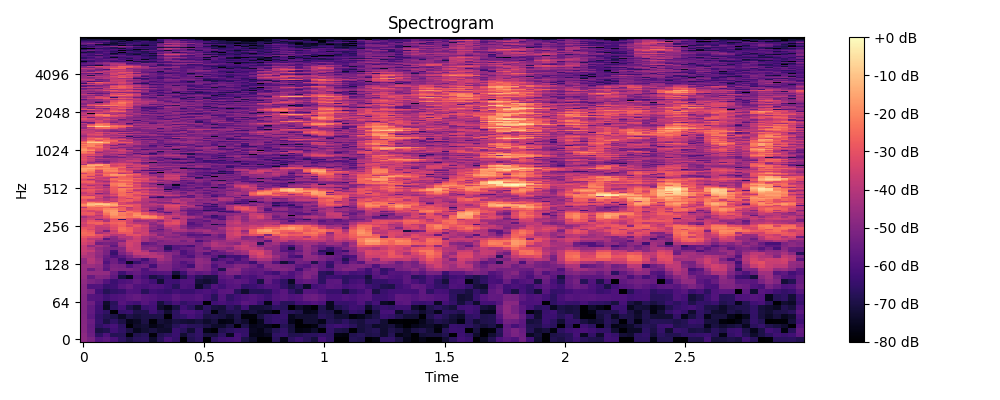 Spectrogram
Hz
4096
2048
1024
512
256
128
64
0
0
0.5
1
1.5
2
2.5
Time
+0 dB
-10 dB
-20 dB
-30 dB
-40 dB
-50 dB
-60 dB
-70 dB
-80 dB